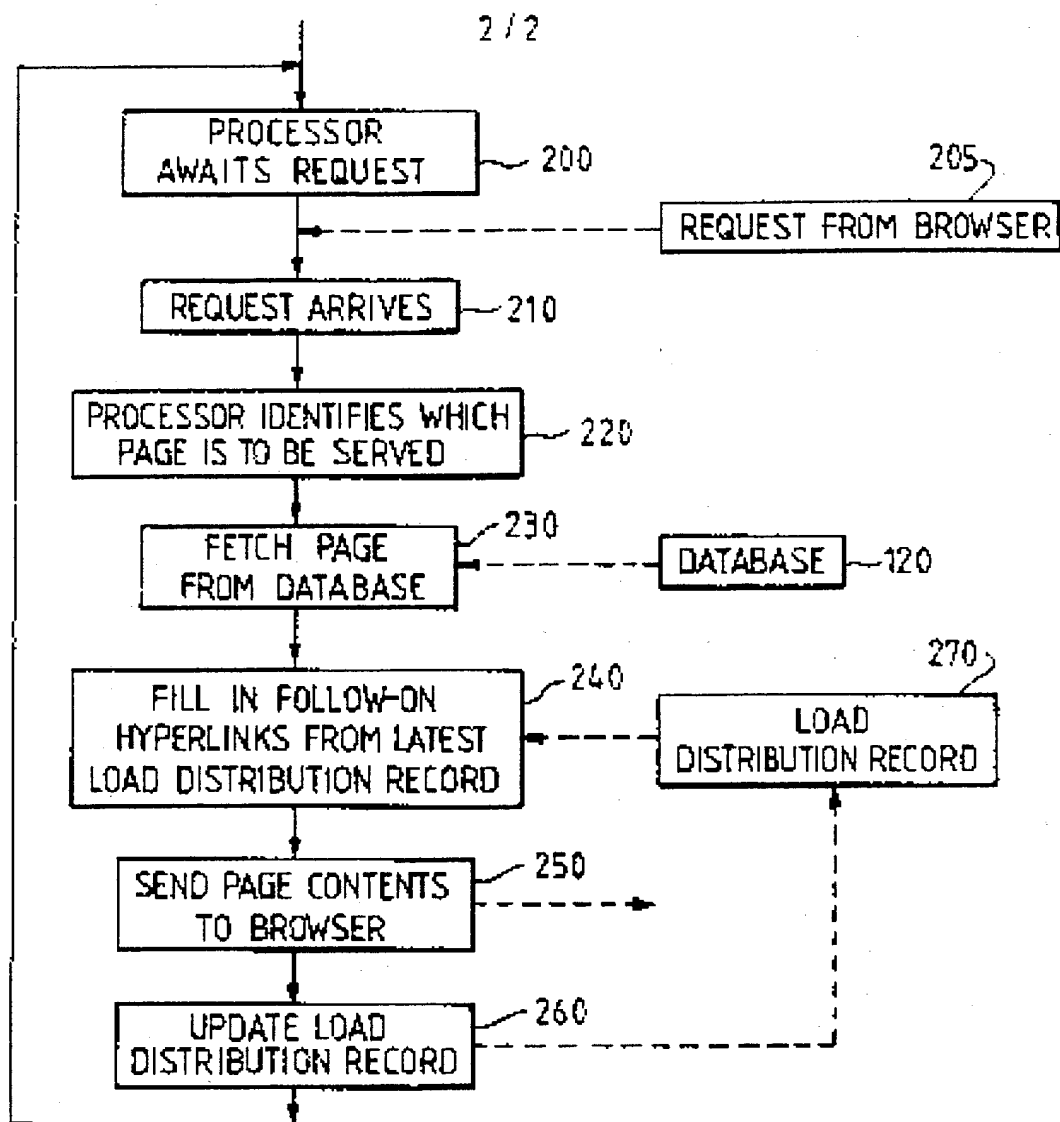 2/2
PROCESSOR
AWAITS REQUEST
200
205
REQUEST FROM BROWSER
REQUEST ARRIVES
210
PROCESSOR IDENTIFIES WHICH
PAGE IS TO BE SERVED
220
230
FETCH PAGE
FROM DATABASE
DATABASE
120
240
FILL IN FOLLOW-ON
HYPERLINKS FROM LATEST
LOAD DISTRIBUTION RECORD
270
LOAD
DISTRIBUTION RECORD
250
SEND PAGE CONTENTS
TO BROWSER
260
UPDATE LOAD
DISTRIBUTION RECORD